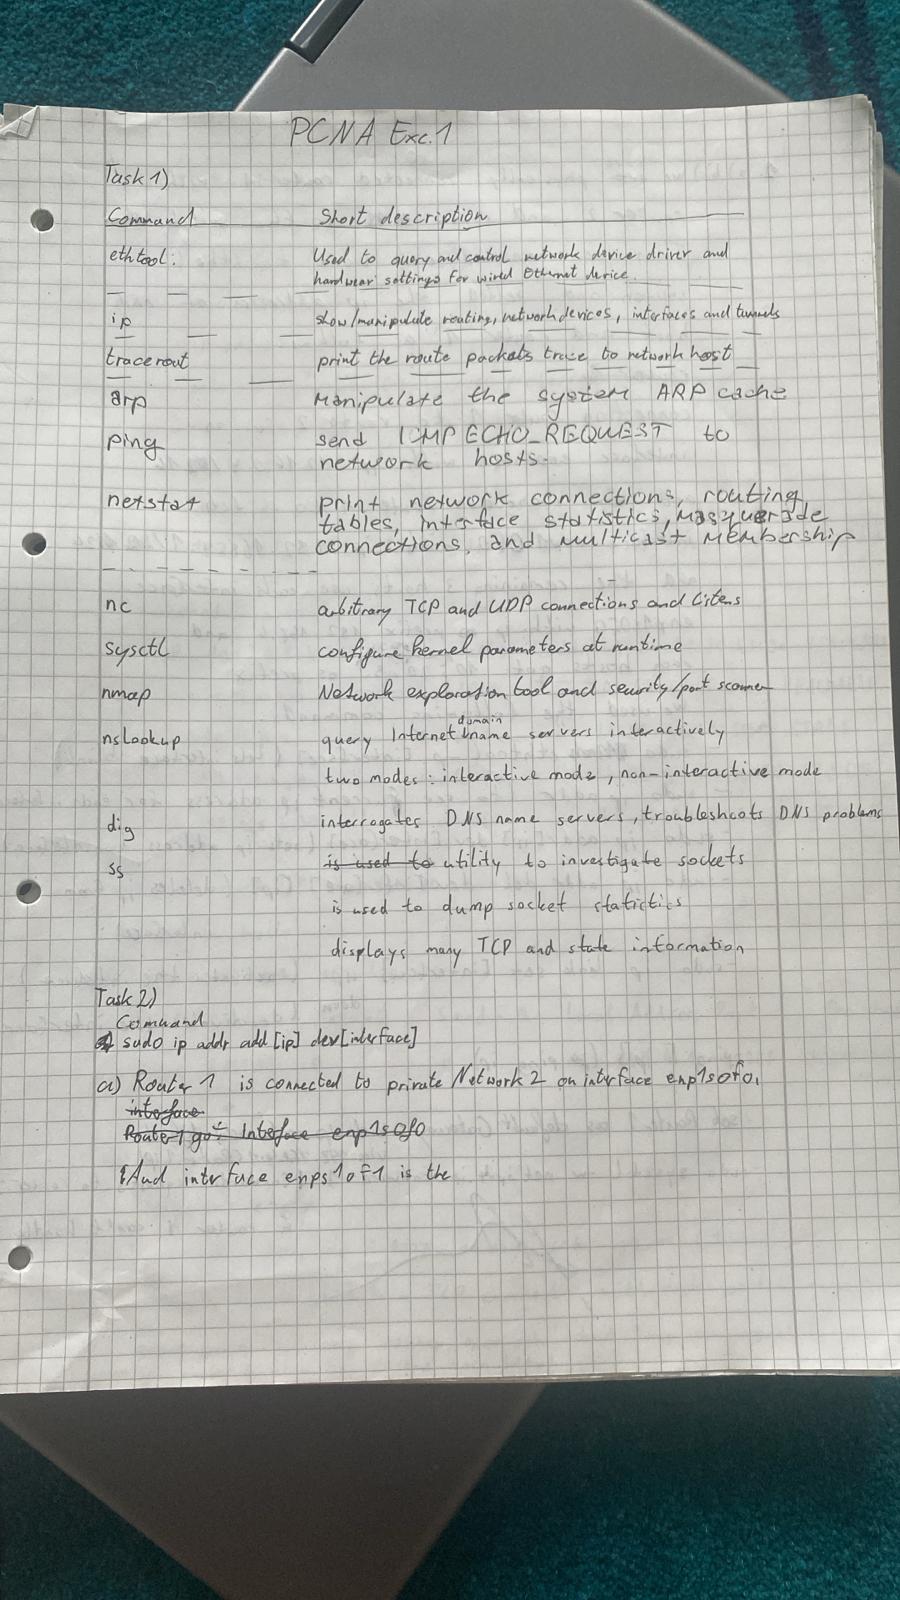 PCNA Exc. 1
Task 1)
Command Short description
ethtool: Used to query and control network device driver and
hardwear settings for wired Ethernet device.
ip show/manipulate routing, network devices, interfaces and tunnels
tracerout print the route packets trace to network host
arp manipulate the system ARP cache
ping send ICMP ECHO_REQUEST to
network hosts.
netstat print network connections, routing
tables, interface statistics, masquerade
connections, and multicast membership
nc arbitrary TCP and UDP connections and listens
sysctl configure kernel parameters at runtime
nmap Network exploration tool and security/port scanner
nslookup query Internet domain name servers interactively
two modes: interactive mode, non-interactive mode
dig interrogates DNS name servers, troubleshoots DNS problems
ss is used to utility to investigate sockets
is used to dump socket statictics
displays many TCP and state information
Task 2)
Command
sudo ip addr add [ip] dev [interface]
a) Router 1 is connected to private Network 2 on interface enp1s0f0.
interface
Router 1 got Interface enp1s0f0
And intrface enps1of1 is the